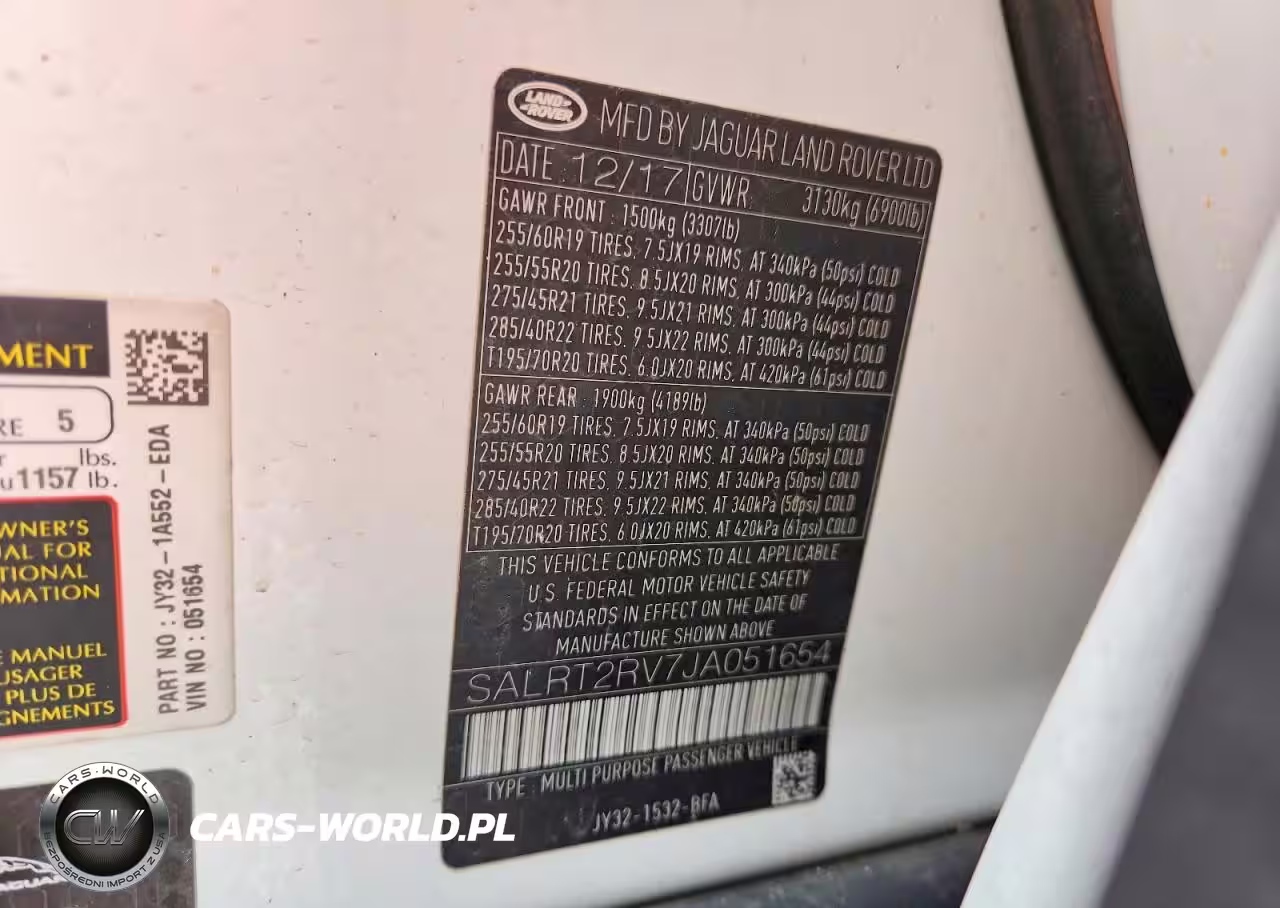 LAND ROVER
MFD BY JAGUAR LAND ROVER LTD
DATE : 12/17 GVWR : 3130kg (6900lb)
GAWR FRONT : 1500kg (3307lb)
255/60R19 TIRES, 7.5JX19 RIMS, AT 340kPa (50psi) COLD
255/55R20 TIRES, 8.5JX20 RIMS, AT 300kPa (44psi) COLD
275/45R21 TIRES, 9.5JX21 RIMS, AT 300kPa (44psi) COLD
285/40R22 TIRES, 9.5JX22 RIMS, AT 300kPa (44psi) COLD
T195/70R20 TIRES, 6.0JX20 RIMS, AT 420kPa (61psi) COLD
GAWR REAR : 1900kg (4189lb)
255/60R19 TIRES, 7.5JX19 RIMS, AT 340kPa (50psi) COLD
255/55R20 TIRES, 8.5JX20 RIMS, AT 340kPa (50psi) COLD
275/45R21 TIRES, 9.5JX21 RIMS, AT 340kPa (50psi) COLD
285/40R22 TIRES, 9.5JX22 RIMS, AT 340kPa (50psi) COLD
T195/70R20 TIRES, 6.0JX20 RIMS, AT 420kPa (61psi) COLD
THIS VEHICLE CONFORMS TO ALL APPLICABLE
U.S. FEDERAL MOTOR VEHICLE SAFETY
STANDARDS IN EFFECT ON THE DATE OF
MANUFACTURE SHOWN ABOVE
SALRT2RV7JA051654
TYPE : MULTI PURPOSE PASSENGER VEHICLE
JY32-1532-BFA
MENT
RE 5
r lbs.
u 1157 lb.
WNER'S
UAL FOR
TIONAL
MATION
E MANUEL
USAGER
PLUS DE
GNEMENTS
PART NO : JY32-1A552-EDA
VIN NO : 051654
CARS-WORLD
CW
BEZPOŚREDNI IMPORT Z USA
CARS-WORLD.PL
JAGUAR